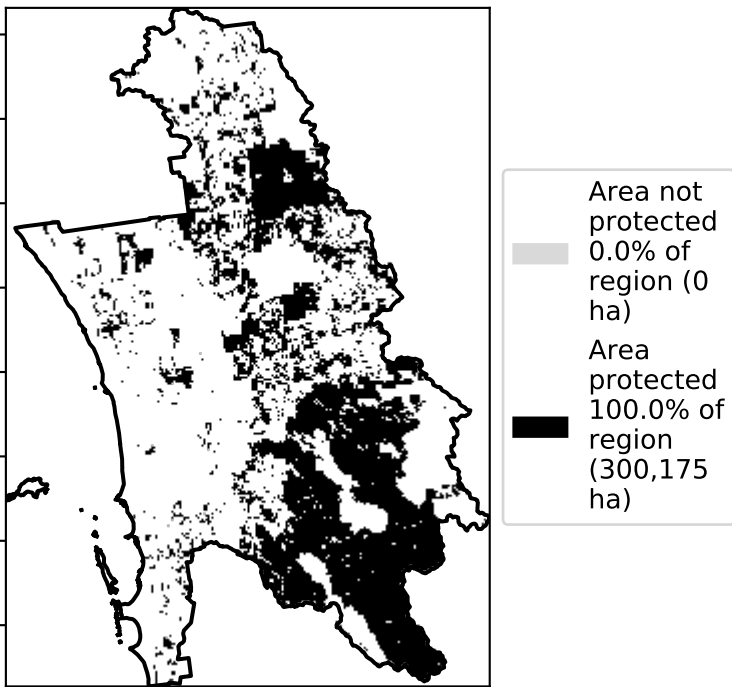 Area not
protected
0.0% of
region (0
ha)
Area
protected
100.0% of
region
(300,175
ha)